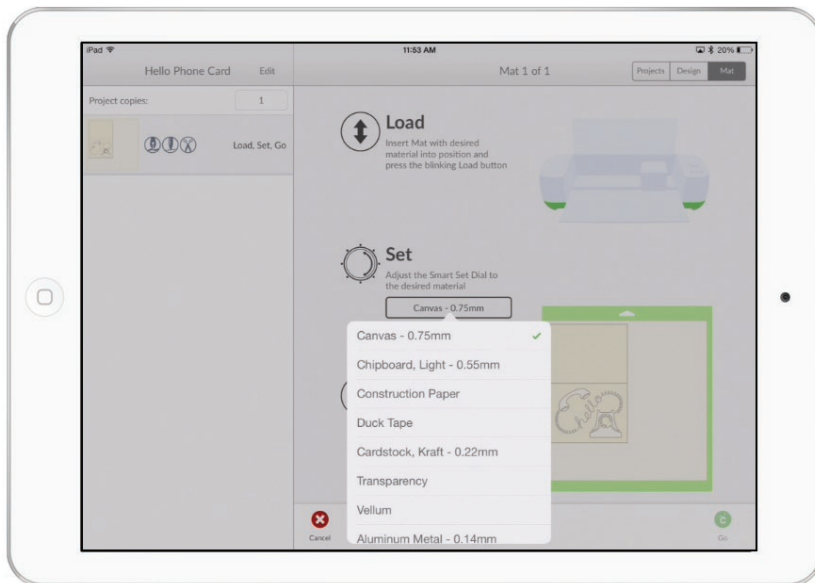 iPad
11:53 AM
20%
Hello Phone Card
Edit
Mat 1 of 1
Projects
Design
Mat
Project copies:
1
Load, Set, Go
Load
Insert Mat with desired
material into position and
press the blinking Load button
Set
Adjust the Smart Set Dial to
the desired material
Canvas - 0.75mm
Canvas - 0.75mm
Chipboard, Light - 0.55mm
Construction Paper
Duck Tape
Cardstock, Kraft - 0.22mm
Transparency
Vellum
Aluminum Metal - 0.14mm
hello
Cancel
Go